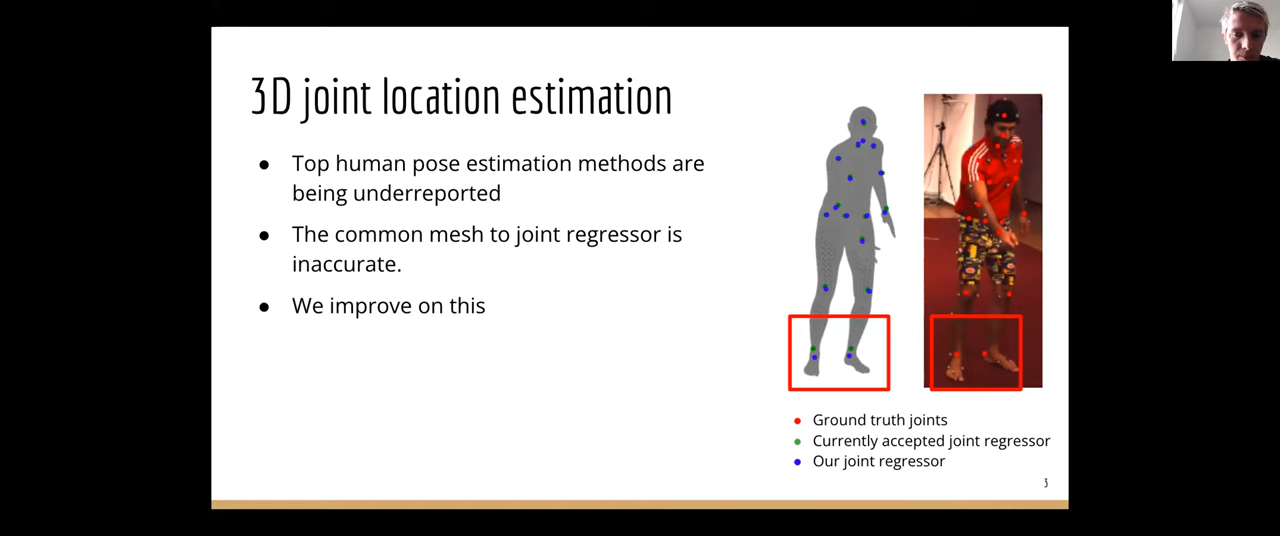 3D joint location estimation
● Top human pose estimation methods are
being underreported
● The common mesh to joint regressor is
inaccurate.
● We improve on this
Ground truth joints
Currently accepted joint regressor
Our joint regressor
3